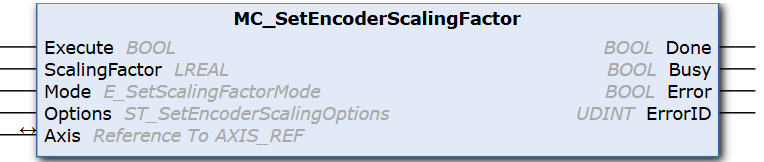 MC_SetEncoderScalingFactor
Execute BOOL BOOL Done
ScalingFactor LREAL BOOL Busy
Mode E_SetScalingFactorMode BOOL Error
Options ST_SetEncoderScalingOptions UDINT ErrorID
↔ Axis Reference To AXIS_REF